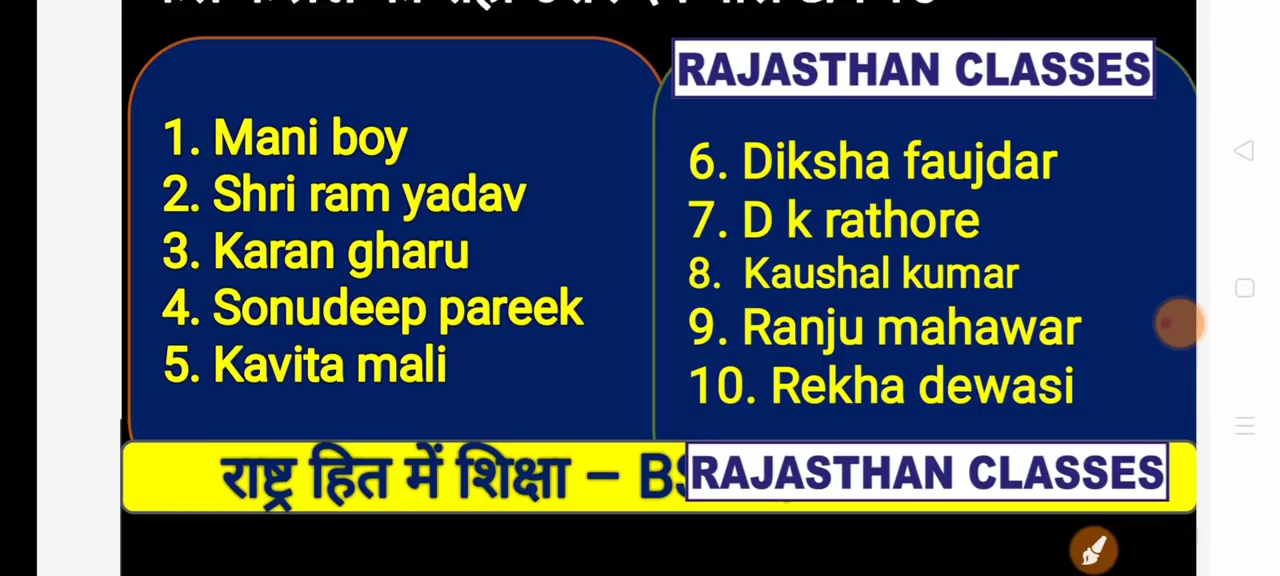 RAJASTHAN CLASSES
1. Mani boy
2. Shri ram yadav
3. Karan gharu
4. Sonudeep pareek
5. Kavita mali
6. Diksha faujdar
7. D k rathore
8. Kaushal kumar
9. Ranju mahawar
10. Rekha dewasi
राष्ट्र हित में शिक्षा –
RAJASTHAN CLASSES